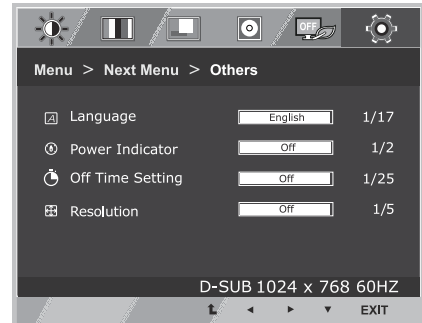 OFF
Menu > Next Menu > Others
A Language English 1/17
Power Indicator Off 1/2
Off Time Setting Off 1/25
Resolution Off 1/5
D-SUB 1024 x 768 60HZ
EXIT